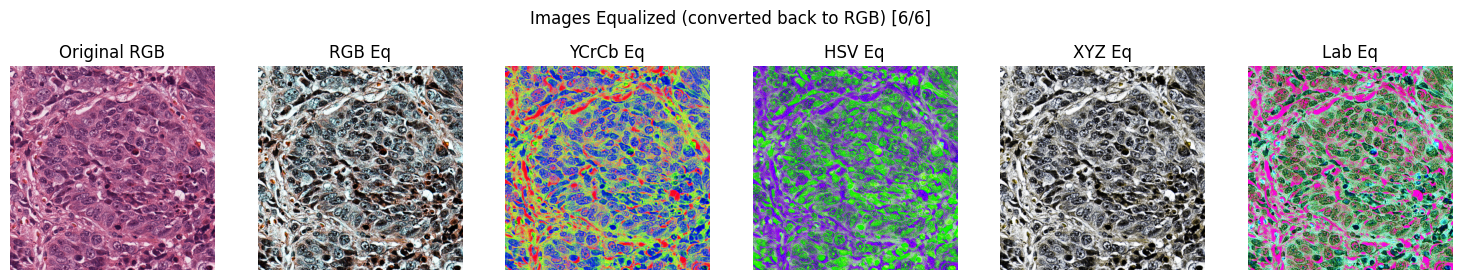 Images Equalized (converted back to RGB) [6/6]
Original RGB
RGB Eq
YCrCb Eq
HSV Eq
XYZ Eq
Lab Eq